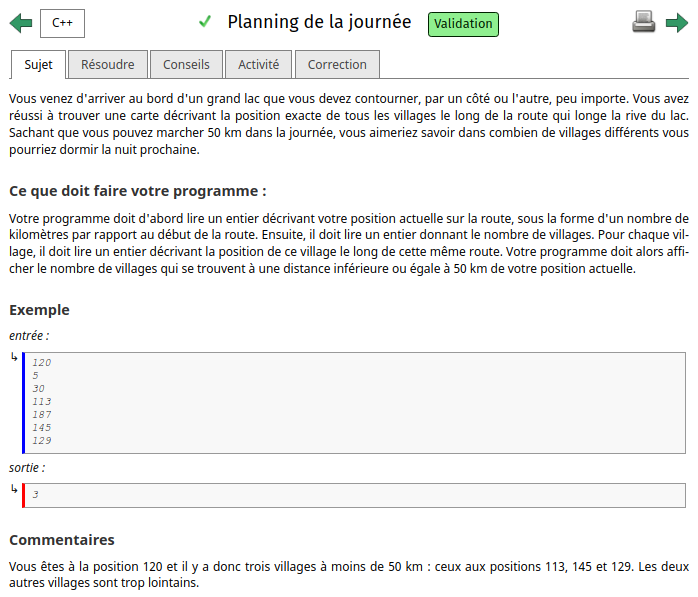 C++
Planning de la journée
Validation
Sujet
Résoudre
Conseils
Activité
Correction
Vous venez d'arriver au bord d'un grand lac que vous devez contourner, par un côté ou l'autre, peu importe. Vous avez
réussi à trouver une carte décrivant la position exacte de tous les villages le long de la route qui longe la rive du lac.
Sachant que vous pouvez marcher 50 km dans la journée, vous aimeriez savoir dans combien de villages différents vous
pourriez dormir la nuit prochaine.
Ce que doit faire votre programme :
Votre programme doit d'abord lire un entier décrivant votre position actuelle sur la route, sous la forme d'un nombre de
kilomètres par rapport au début de la route. Ensuite, il doit lire un entier donnant le nombre de villages. Pour chaque vil-
lage, il doit lire un entier décrivant la position de ce village le long de cette même route. Votre programme doit alors affi-
cher le nombre de villages qui se trouvent à une distance inférieure ou égale à 50 km de votre position actuelle.
Exemple
entrée :
120
5
30
113
187
145
129
sortie :
3
Commentaires
Vous êtes à la position 120 et il y a donc trois villages à moins de 50 km : ceux aux positions 113, 145 et 129. Les deux
autres villages sont trop lointains.